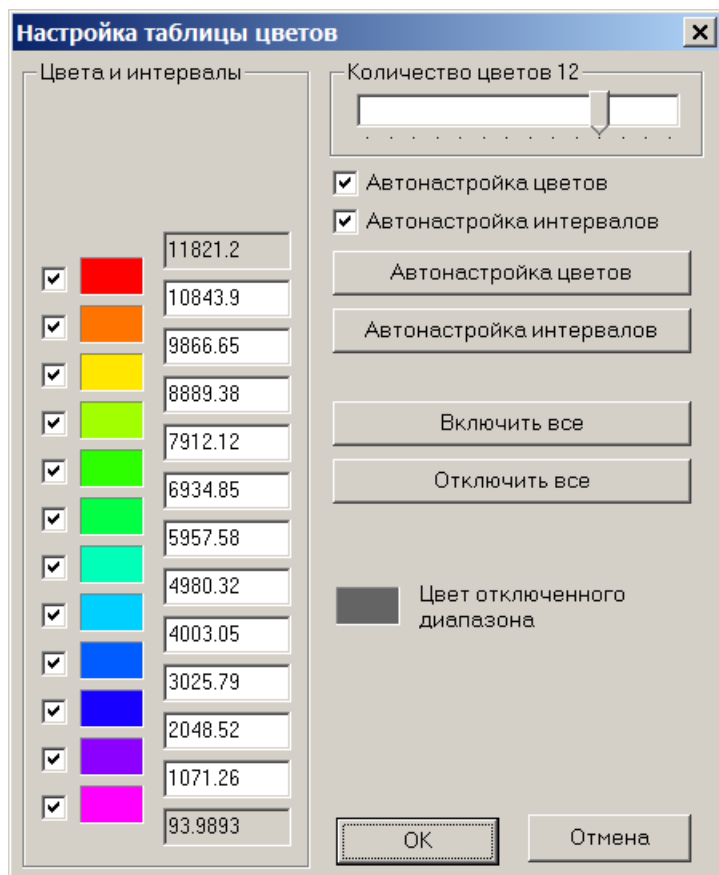 Настройка таблицы цветов
Цвета и интервалы
11821.2
10843.9
9866.65
8889.38
7912.12
6934.85
5957.58
4980.32
4003.05
3025.79
2048.52
1071.26
93.9893
Количество цветов 12
Автонастройка цветов
Автонастройка интервалов
Автонастройка цветов
Автонастройка интервалов
Включить все
Отключить все
Цвет отключенного
диапазона
OK
Отмена